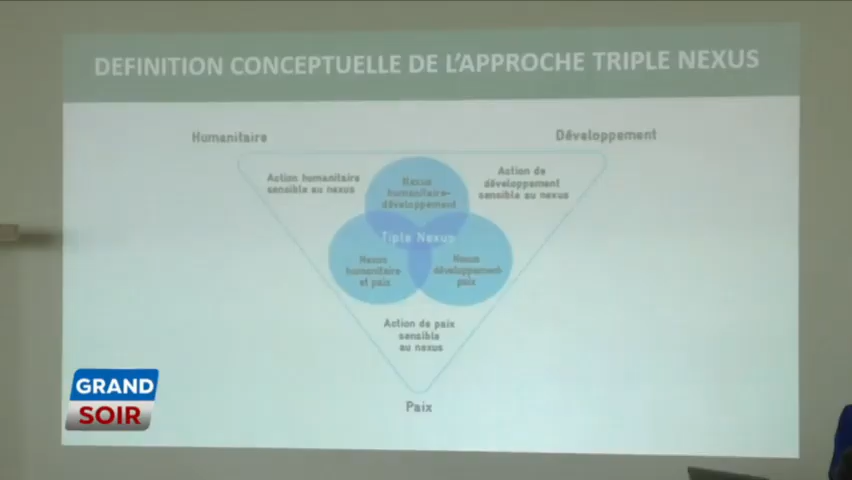 DEFINITION CONCEPTUELLE DE L'APPROCHE TRIPLE NEXUS
Humanitaire
Développement
Action humanitaire
sensible au nexus
Nexus
humanitaire-
développement
Action de
développement
sensible au nexus
Tiple Nexus
Nexus
humanitaire
et paix
Nexus
développement-
paix
Action de paix
sensible
au nexus
Paix
GRAND
SOIR